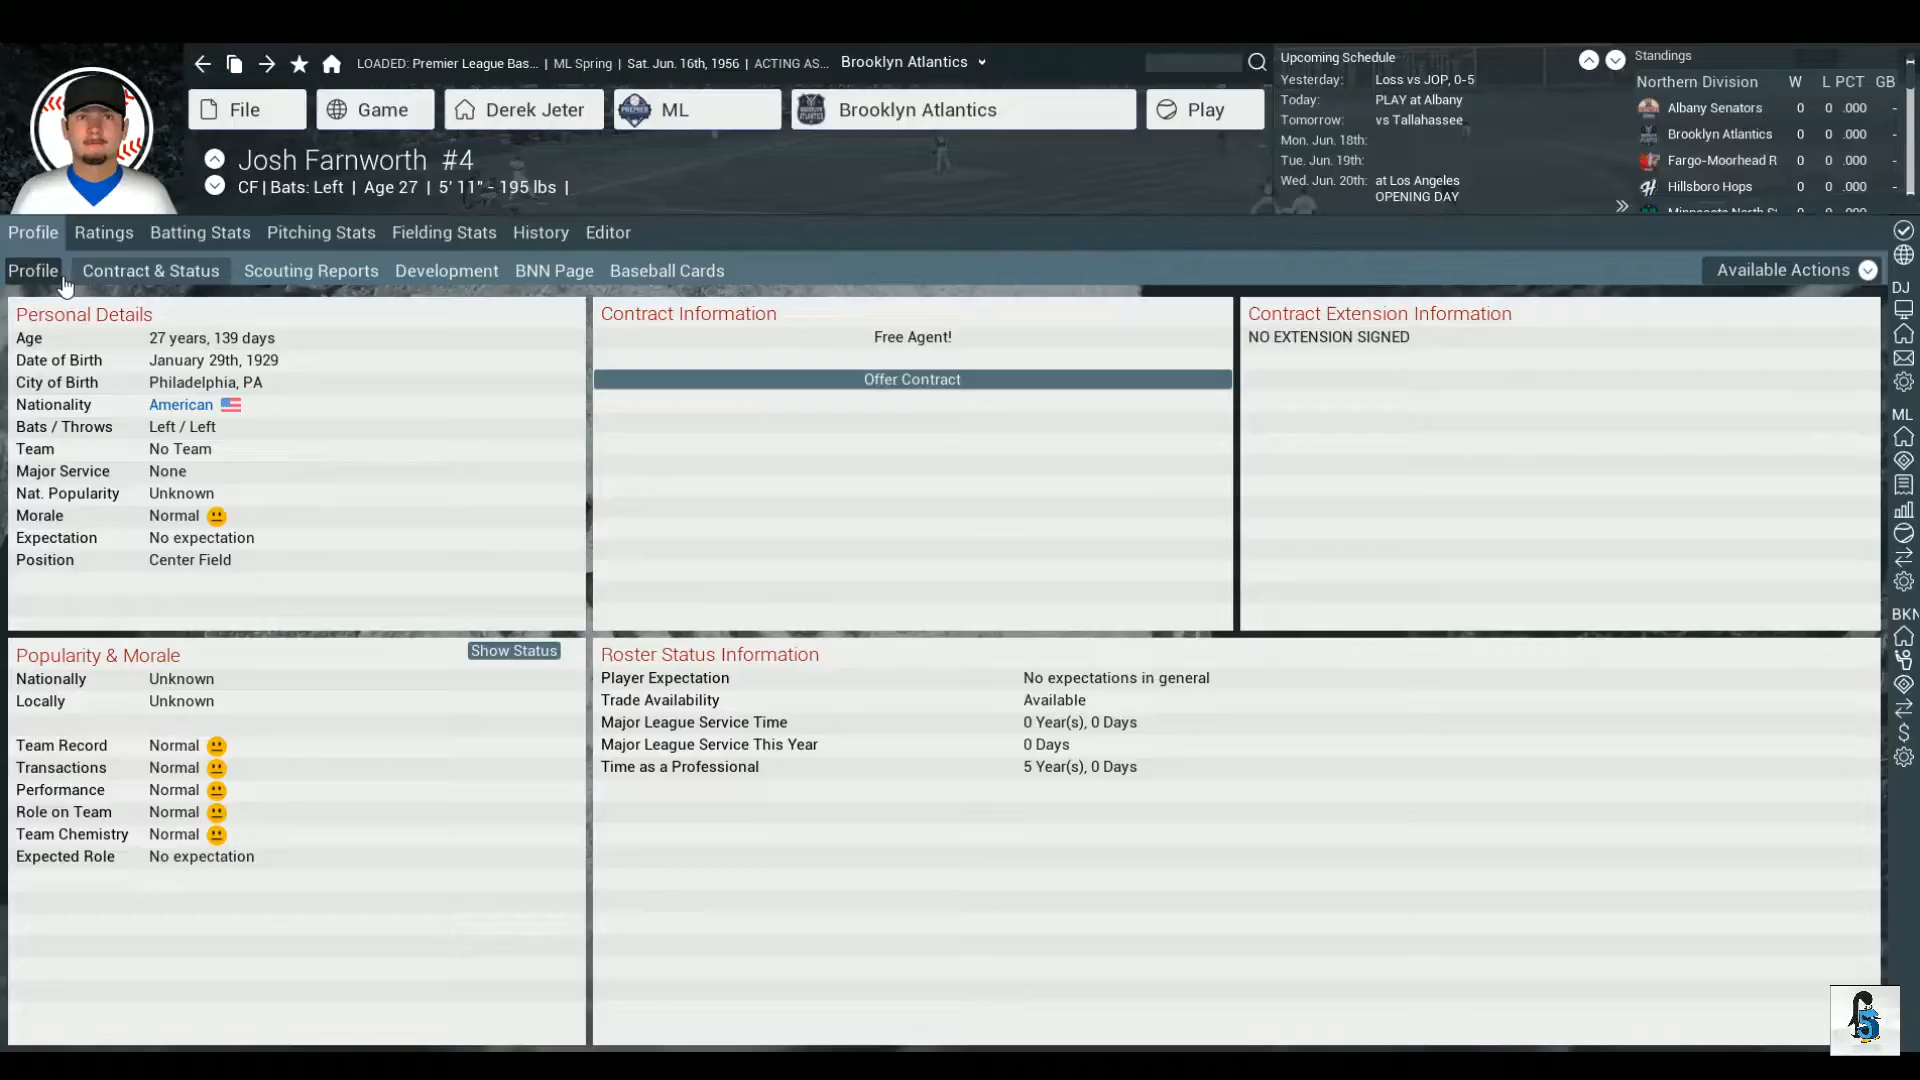 LOADED: Premier League Bas... | ML Spring | Sat. Jun. 16th, 1956 | ACTING AS... Brooklyn Atlantics
File Game Derek Jeter ML Brooklyn Atlantics Play
Josh Farnworth #4
CF | Bats: Left | Age 27 | 5' 11" - 195 lbs |
Upcoming Schedule
Yesterday: Loss vs JOP, 0-5
Today: PLAY at Albany
Tomorrow: vs Tallahassee
Mon. Jun. 18th:
Tue. Jun. 19th:
Wed. Jun. 20th: at Los Angeles
OPENING DAY
Standings
Northern Division W L PCT GB
Albany Senators 0 0 .000 -
Brooklyn Atlantics 0 0 .000 -
Fargo-Moorhead R 0 0 .000 -
Hillsboro Hops 0 0 .000 -
Profile Ratings Batting Stats Pitching Stats Fielding Stats History Editor
Profile Contract & Status Scouting Reports Development BNN Page Baseball Cards Available Actions
Personal Details
Age 27 years, 139 days
Date of Birth January 29th, 1929
City of Birth Philadelphia, PA
Nationality American
Bats / Throws Left / Left
Team No Team
Major Service None
Nat. Popularity Unknown
Morale Normal
Expectation No expectation
Position Center Field
Contract Information
Free Agent!
Offer Contract
Contract Extension Information
NO EXTENSION SIGNED
Popularity & Morale Show Status
Nationally Unknown
Locally Unknown
Team Record Normal
Transactions Normal
Performance Normal
Role on Team Normal
Team Chemistry Normal
Expected Role No expectation
Roster Status Information
Player Expectation No expectations in general
Trade Availability Available
Major League Service Time 0 Year(s), 0 Days
Major League Service This Year 0 Days
Time as a Professional 5 Year(s), 0 Days
DJ
ML
BKN